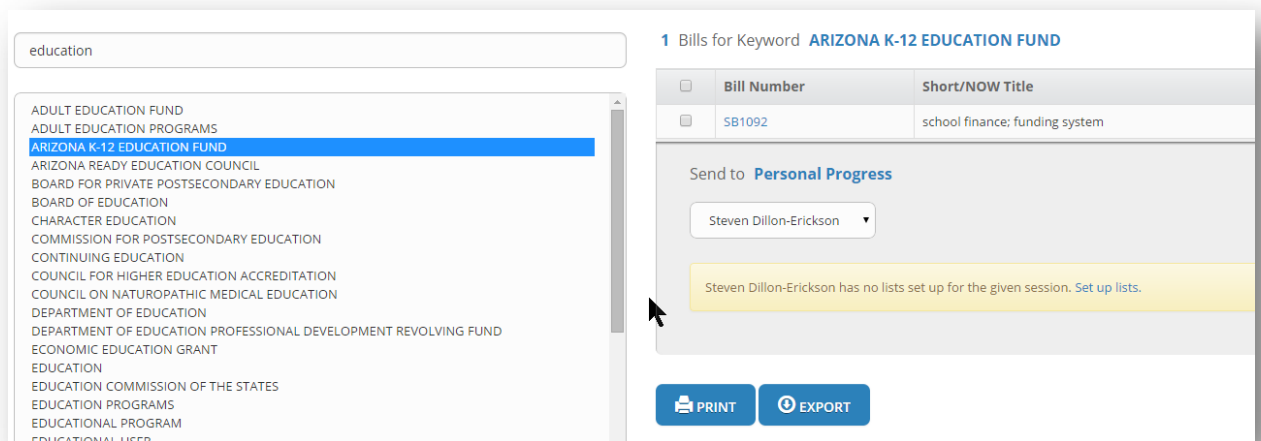 education
ADULT EDUCATION FUND
ADULT EDUCATION PROGRAMS
ARIZONA K-12 EDUCATION FUND
ARIZONA READY EDUCATION COUNCIL
BOARD FOR PRIVATE POSTSECONDARY EDUCATION
BOARD OF EDUCATION
CHARACTER EDUCATION
COMMISSION FOR POSTSECONDARY EDUCATION
CONTINUING EDUCATION
COUNCIL FOR HIGHER EDUCATION ACCREDITATION
COUNCIL ON NATUROPATHIC MEDICAL EDUCATION
DEPARTMENT OF EDUCATION
DEPARTMENT OF EDUCATION PROFESSIONAL DEVELOPMENT REVOLVING FUND
ECONOMIC EDUCATION GRANT
EDUCATION
EDUCATION COMMISSION OF THE STATES
EDUCATION PROGRAMS
EDUCATIONAL PROGRAM
EDUCATIONAL USER
1 Bills for Keyword ARIZONA K-12 EDUCATION FUND
Bill Number Short/NOW Title
SB1092 school finance; funding system
Send to Personal Progress
Steven Dillon-Erickson
Steven Dillon-Erickson has no lists set up for the given session. Set up lists.
PRINT EXPORT